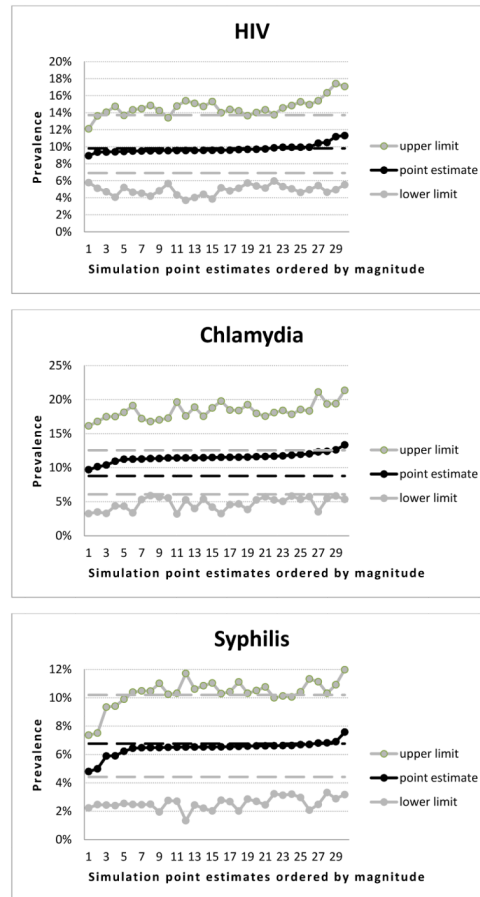 HIV
20%
18%
16%
14%
12%
10%
8%
6%
4%
2%
0%
Prevalence
1 3 5 7 9 11 13 15 17 19 21 23 25 27 29
Simulation point estimates ordered by magnitude
upper limit
point estimate
lower limit
Chlamydia
25%
20%
15%
10%
5%
0%
Prevalence
1 3 5 7 9 11 13 15 17 19 21 23 25 27 29
Simulation point estimates ordered by magnitude
upper limit
point estimate
lower limit
Syphilis
12%
10%
8%
6%
4%
2%
0%
Prevalence
1 3 5 7 9 11 13 15 17 19 21 23 25 27 29
Simulation point estimates ordered by magnitude
upper limit
point estimate
lower limit